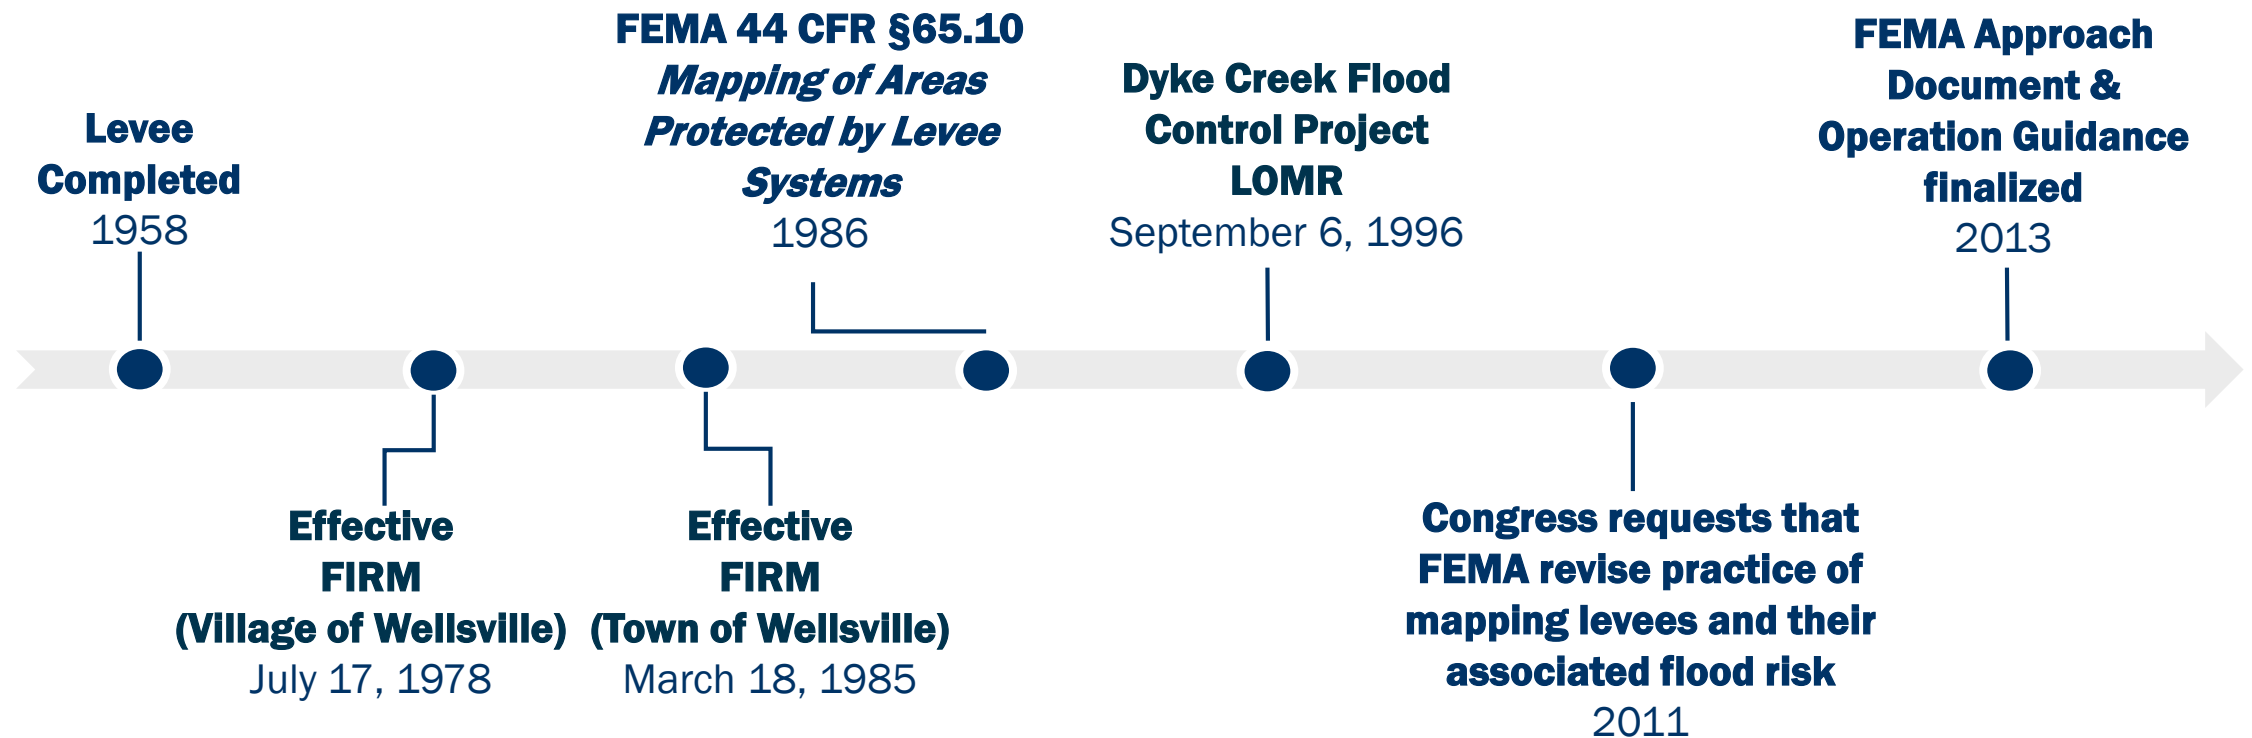 Levee
Completed
1958
Effective
FIRM
(Village of Wellsville)
July 17, 1978
Effective
FIRM
(Town of Wellsville)
March 18, 1985
FEMA 44 CFR §65.10
Mapping of Areas
Protected by Levee
Systems
1986
Dyke Creek Flood
Control Project
LOMR
September 6, 1996
Congress requests that
FEMA revise practice of
mapping levees and their
associated flood risk
2011
FEMA Approach
Document &
Operation Guidance
finalized
2013